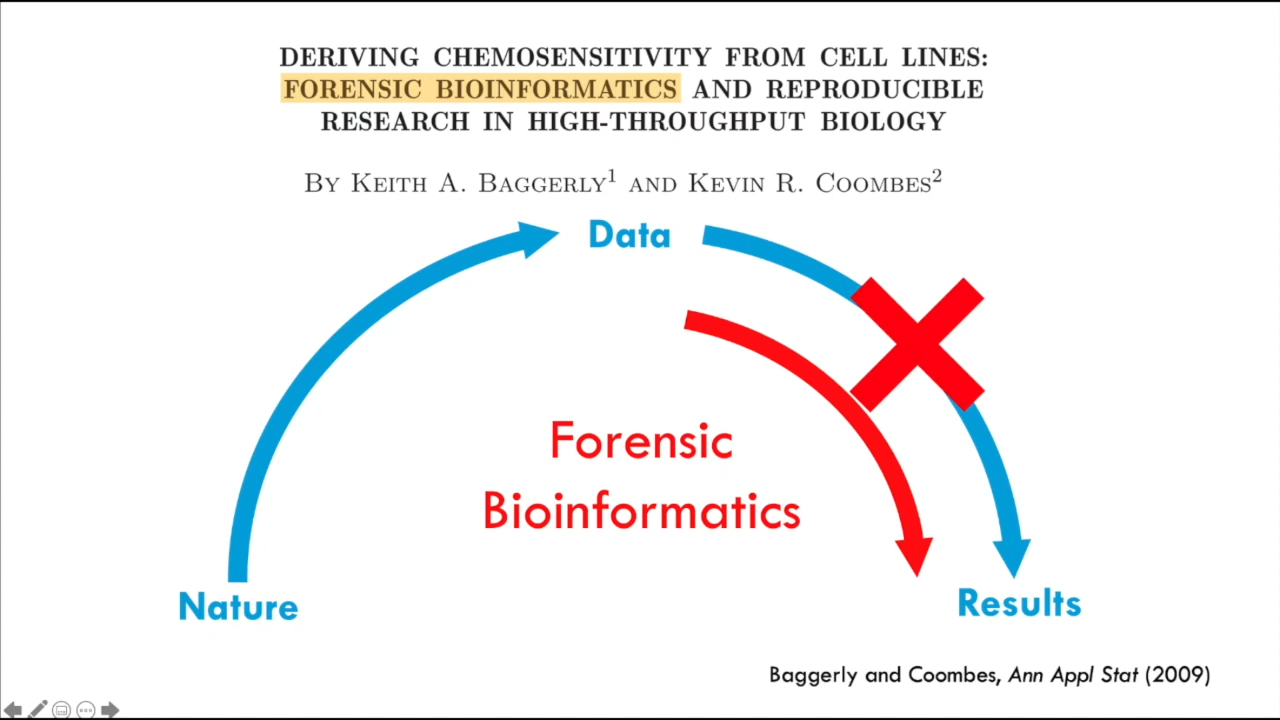 DERIVING CHEMOSENSITIVITY FROM CELL LINES:
FORENSIC BIOINFORMATICS AND REPRODUCIBLE
RESEARCH IN HIGH-THROUGHPUT BIOLOGY
By Keith A. Baggerly1 and Kevin R. Coombes2
Data
Forensic
Bioinformatics
Nature
Results
Baggerly and Coombes, Ann Appl Stat (2009)